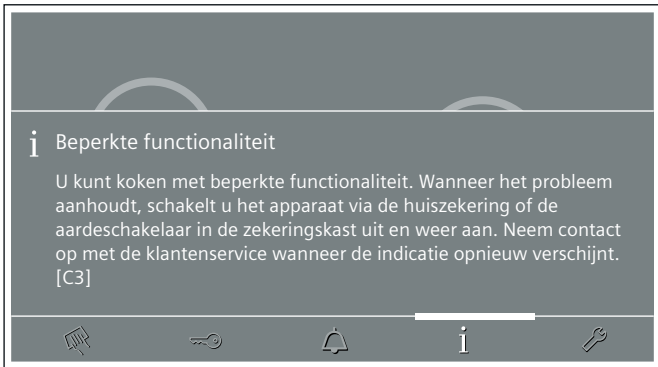 i Beperkte functionaliteit
U kunt koken met beperkte functionaliteit. Wanneer het probleem
aanhoudt, schakelt u het apparaat via de huiszekering of de
aardeschakelaar in de zekeringskast uit en weer aan. Neem contact
op met de klantenservice wanneer de indicatie opnieuw verschijnt.
[C3]
i